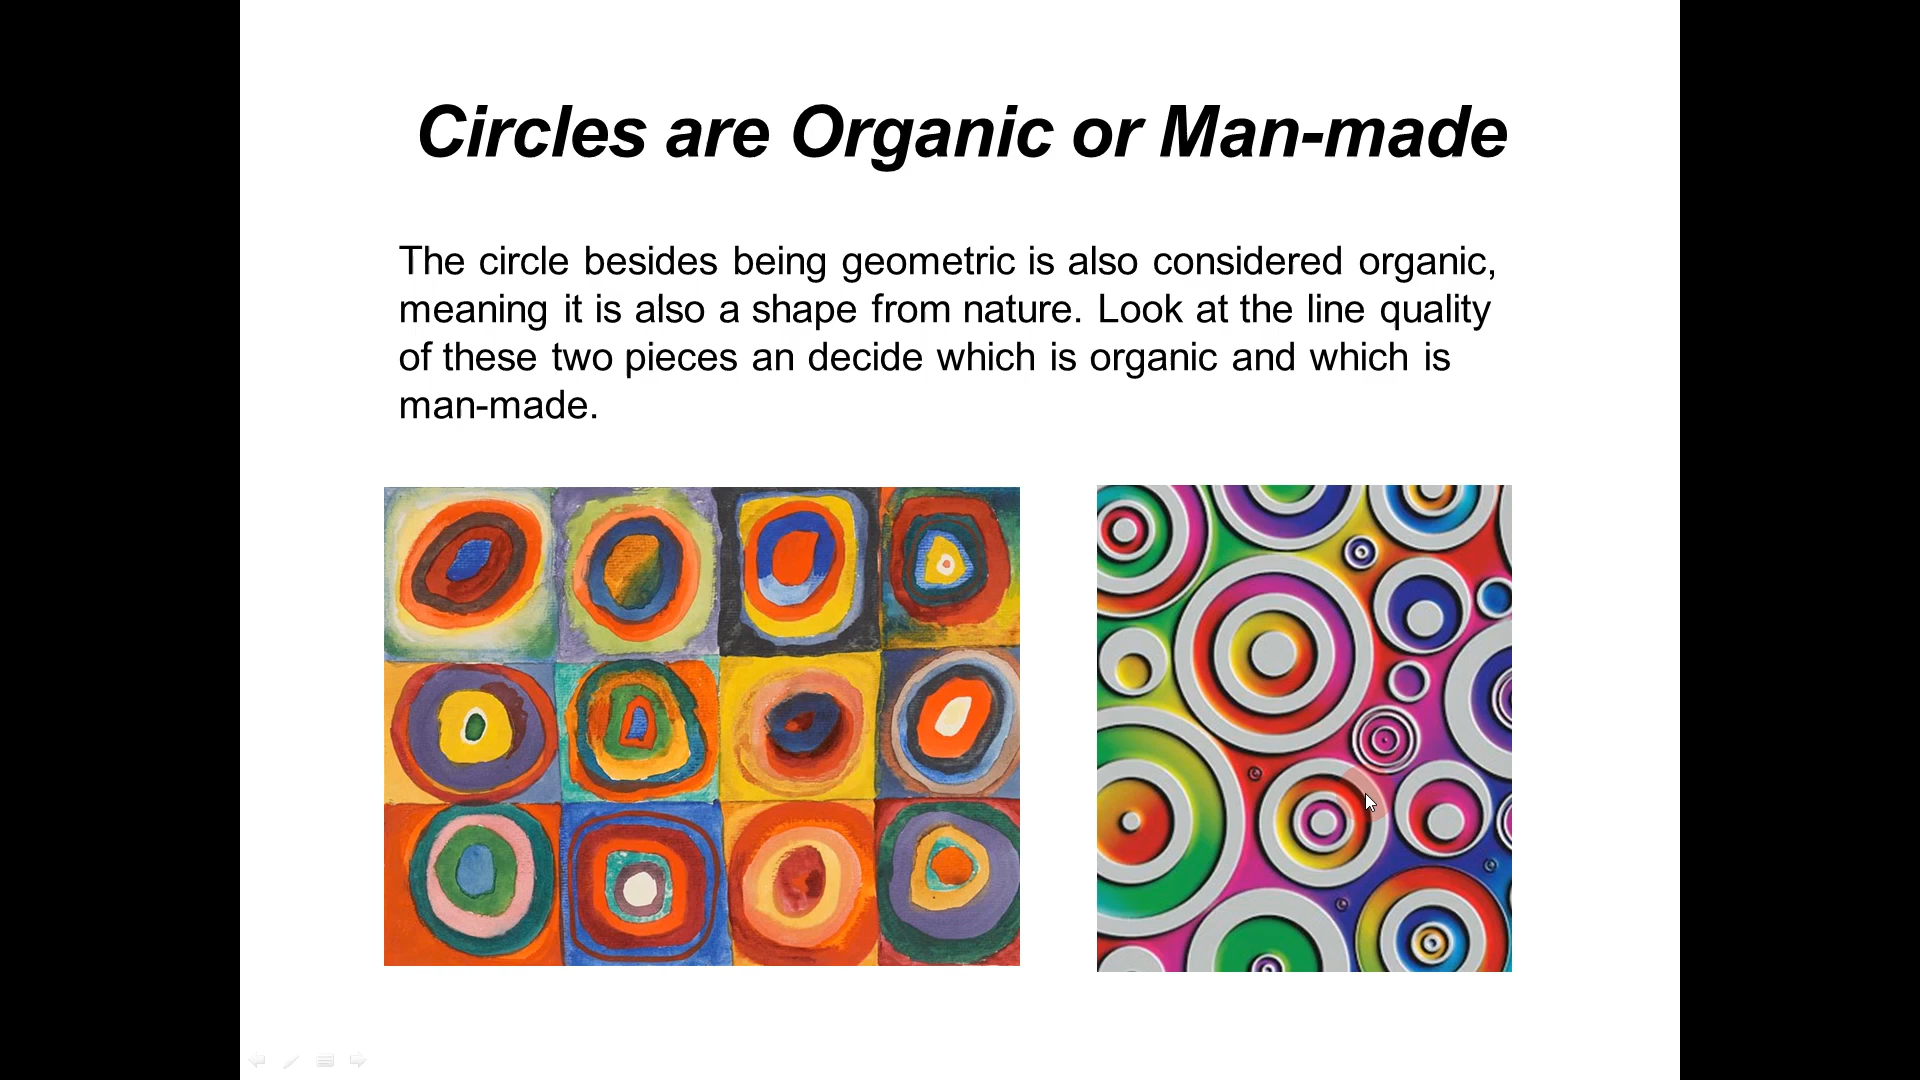 Circles are Organic or Man-made
The circle besides being geometric is also considered organic,
meaning it is also a shape from nature. Look at the line quality
of these two pieces an decide which is organic and which is
man-made.